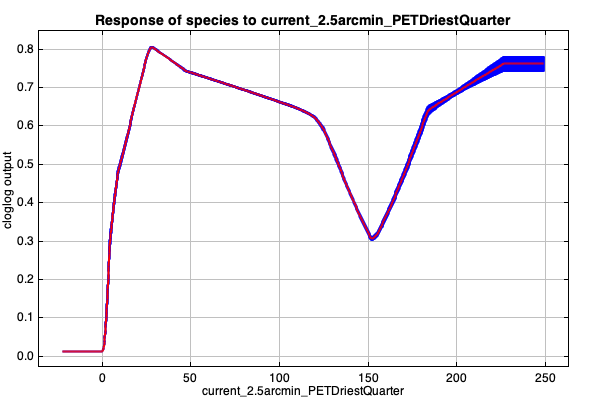 Response of species to current_2.5arcmin_PETDriestQuarter
cloglog output
0.8
0.7
0.6
0.5
0.4
0.3
0.2
0.1
0.0
0 50 100 150 200 250
current_2.5arcmin_PETDriestQuarter